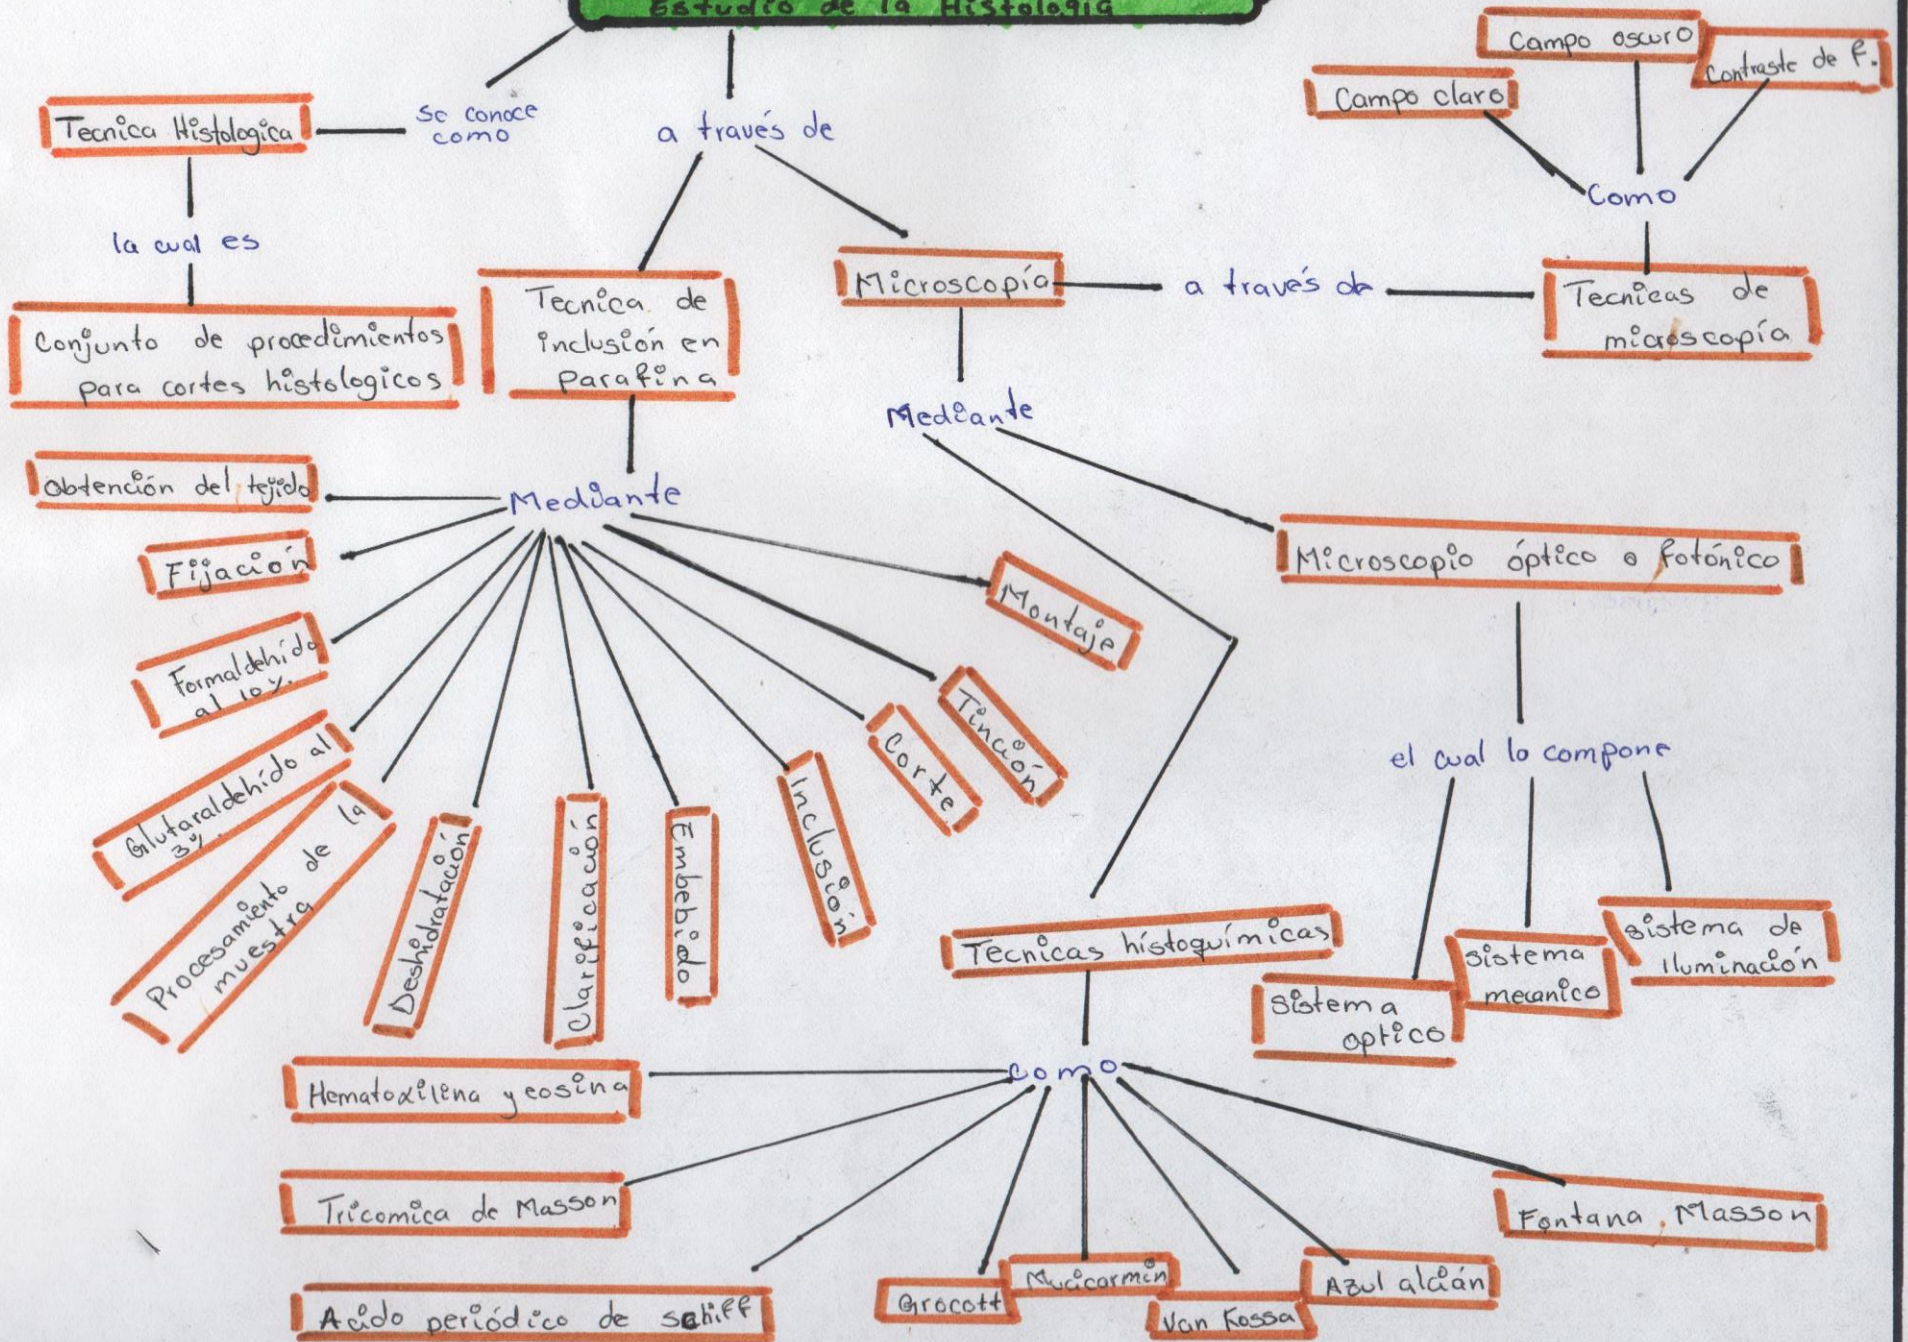 Estudio de la Histología
Campo oscuro
Contraste de f.
Campo claro
Tecnica Histologica
se conoce
como
a través de
Como
la cual es
Microscopía
a través de
Tecnicas de
microscopía
Tecnica de
inclusión en
parafina
Conjunto de procedimientos
para cortes histologicos
Mediante
Obtención del tejido
Mediante
Fijación
Microscopio óptico o fotónico
Montaje
Formaldehído
al 10%.
Tinción
Corte
Glutaraldehído al
3%.
el cual lo compone
Procesamiento de la
muestra
Deshidratación
Clarificación
Embebido
Inclusión
Tecnicas histoquímicas
sistema de
Iluminación
sistema
mecanico
sistema
optico
como
Hematoxilina y eosina
Tricomica de Masson
Fontana Masson
Acido periódico de schiff
Grocott
Mucicarmin
Van Kossa
Azul alcián